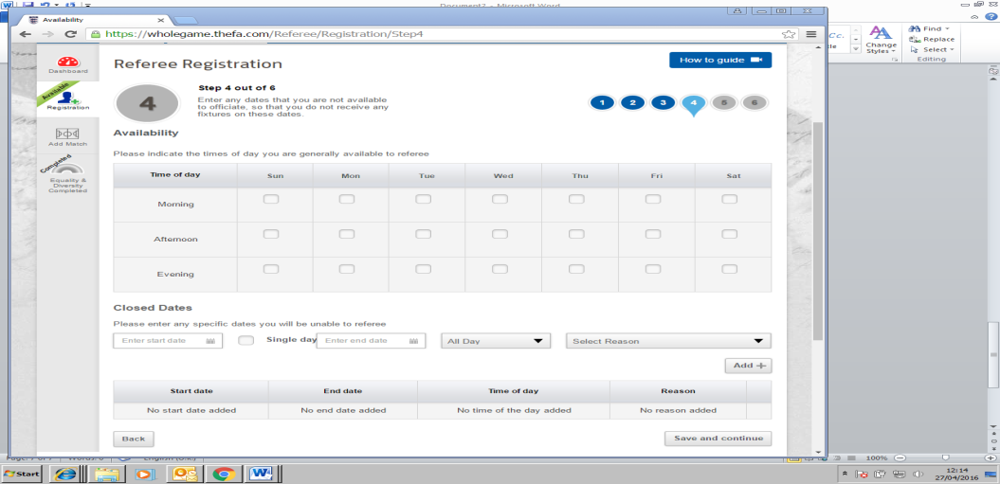 Document2 - Microsoft Word
Availability
https://wholegame.thefa.com/Referee/Registration/Step4
Find
Replace
Select
Change
Styles
Editing
Dashboard
Available
Registration
Add Match
Completed
Equality &
Diversity
Completed
Referee Registration
How to guide
4
Step 4 out of 6
Enter any dates that you are not available
to officiate, so that you do not receive any
fixtures on these dates.
1 2 3 4 5 6
Availability
Please indicate the times of day you are generally available to referee
Time of day Sun Mon Tue Wed Thu Fri Sat
Morning
Afternoon
Evening
Closed Dates
Please enter any specific dates you will be unable to referee
Enter start date Single day Enter end date All Day Select Reason
Add
Start date End date Time of day Reason
No start date added No end date added No time of the day added No reason added
Back Save and continue
100%
Start
12:14
27/04/2016